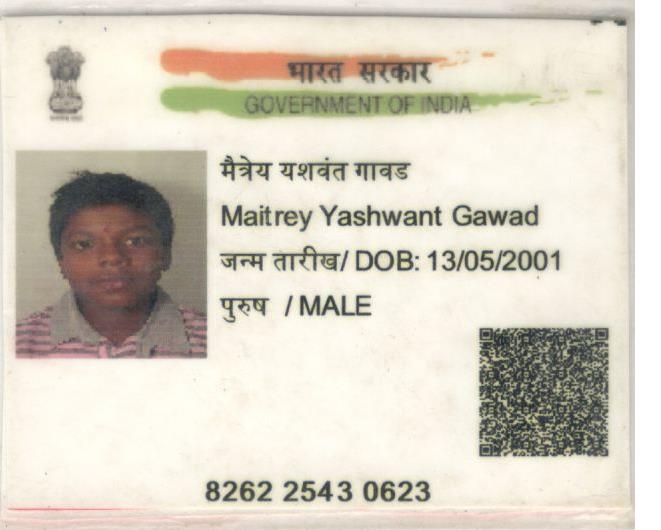 भारत सरकार
GOVERNMENT OF INDIA
मैत्रेय यशवंत गावड
Maitrey Yashwant Gawad
जन्म तारीख/ DOB: 13/05/2001
पुरुष / MALE
8262 2543 0623